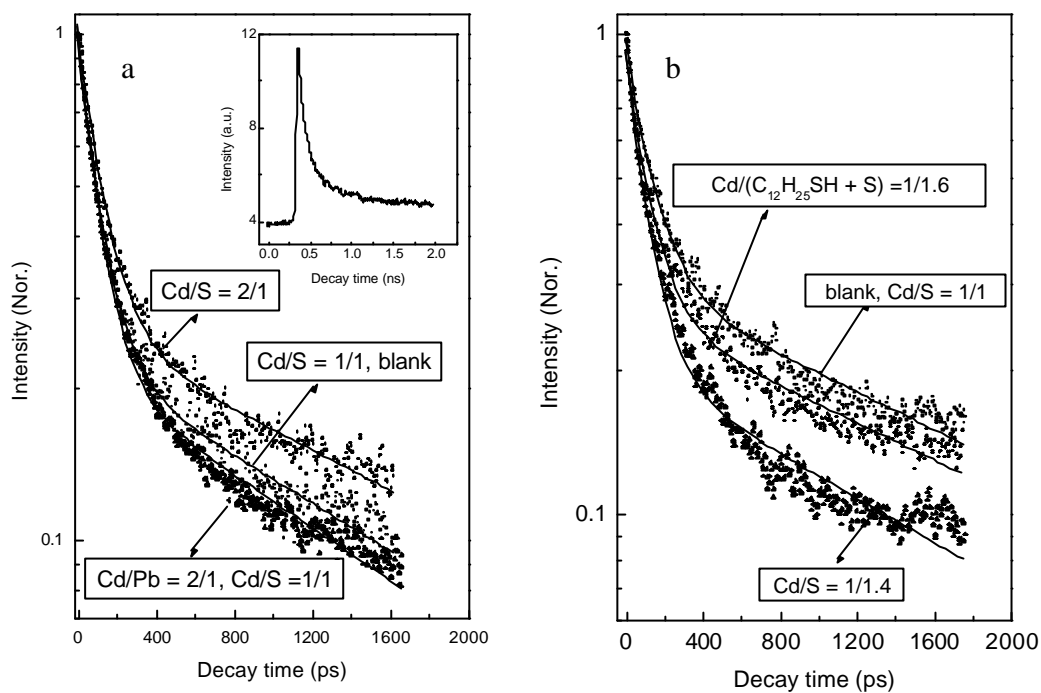 a
1
0.1
Intensity (Nor.)
0
400
800
1200
1600
2000
Decay time (ps)
12
8
4
Intensity (a.u.)
0.0
0.5
1.0
1.5
2.0
Decay time (ns)
Cd/S = 2/1
Cd/S = 1/1, blank
Cd/Pb = 2/1, Cd/S =1/1
b
1
0.1
Intensity (Nor.)
0
400
800
1200
1600
2000
Decay time (ps)
Cd/(C₁₂H₂₅SH + S) =1/1.6
blank, Cd/S = 1/1
Cd/S = 1/1.4